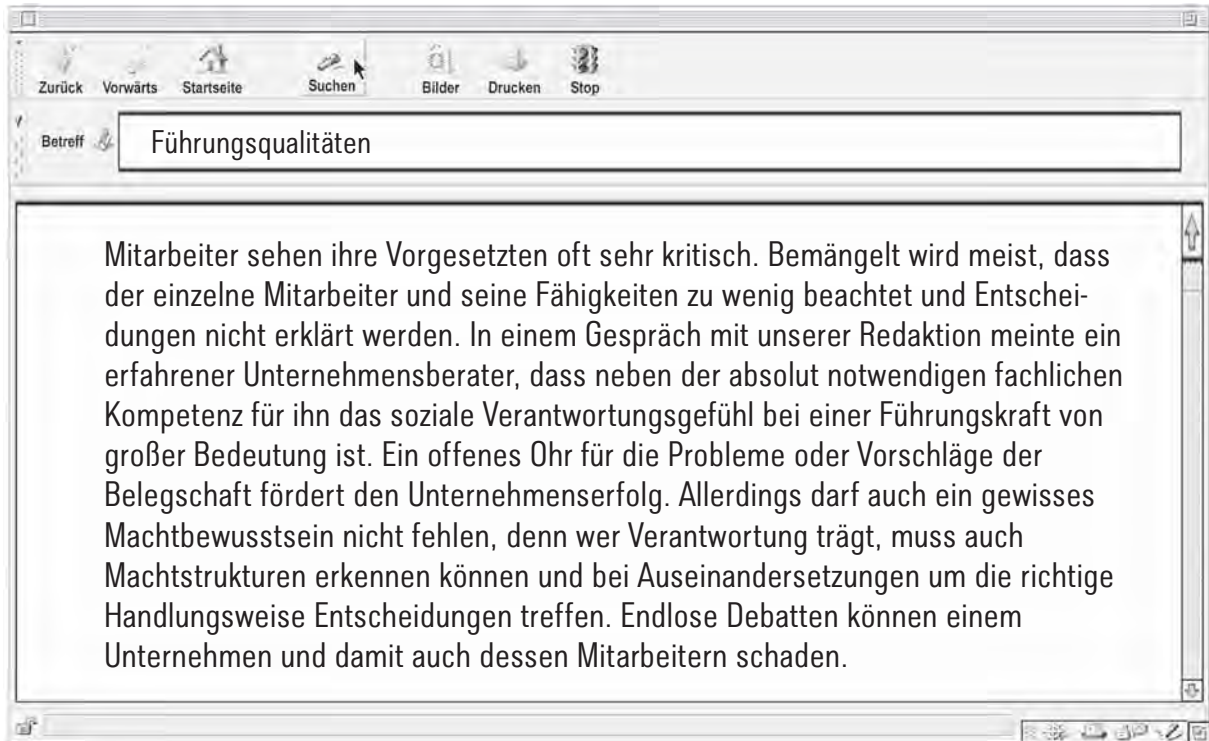 Zurück Vorwärts Startseite Suchen Bilder Drucken Stop
Betreff Führungsqualitäten
Mitarbeiter sehen ihre Vorgesetzten oft sehr kritisch. Bemängelt wird meist, dass
der einzelne Mitarbeiter und seine Fähigkeiten zu wenig beachtet und Entschei-
dungen nicht erklärt werden. In einem Gespräch mit unserer Redaktion meinte ein
erfahrener Unternehmensberater, dass neben der absolut notwendigen fachlichen
Kompetenz für ihn das soziale Verantwortungsgefühl bei einer Führungskraft von
großer Bedeutung ist. Ein offenes Ohr für die Probleme oder Vorschläge der
Belegschaft fördert den Unternehmenserfolg. Allerdings darf auch ein gewisses
Machtbewusstsein nicht fehlen, denn wer Verantwortung trägt, muss auch
Machtstrukturen erkennen können und bei Auseinandersetzungen um die richtige
Handlungsweise Entscheidungen treffen. Endlose Debatten können einem
Unternehmen und damit auch dessen Mitarbeitern schaden.